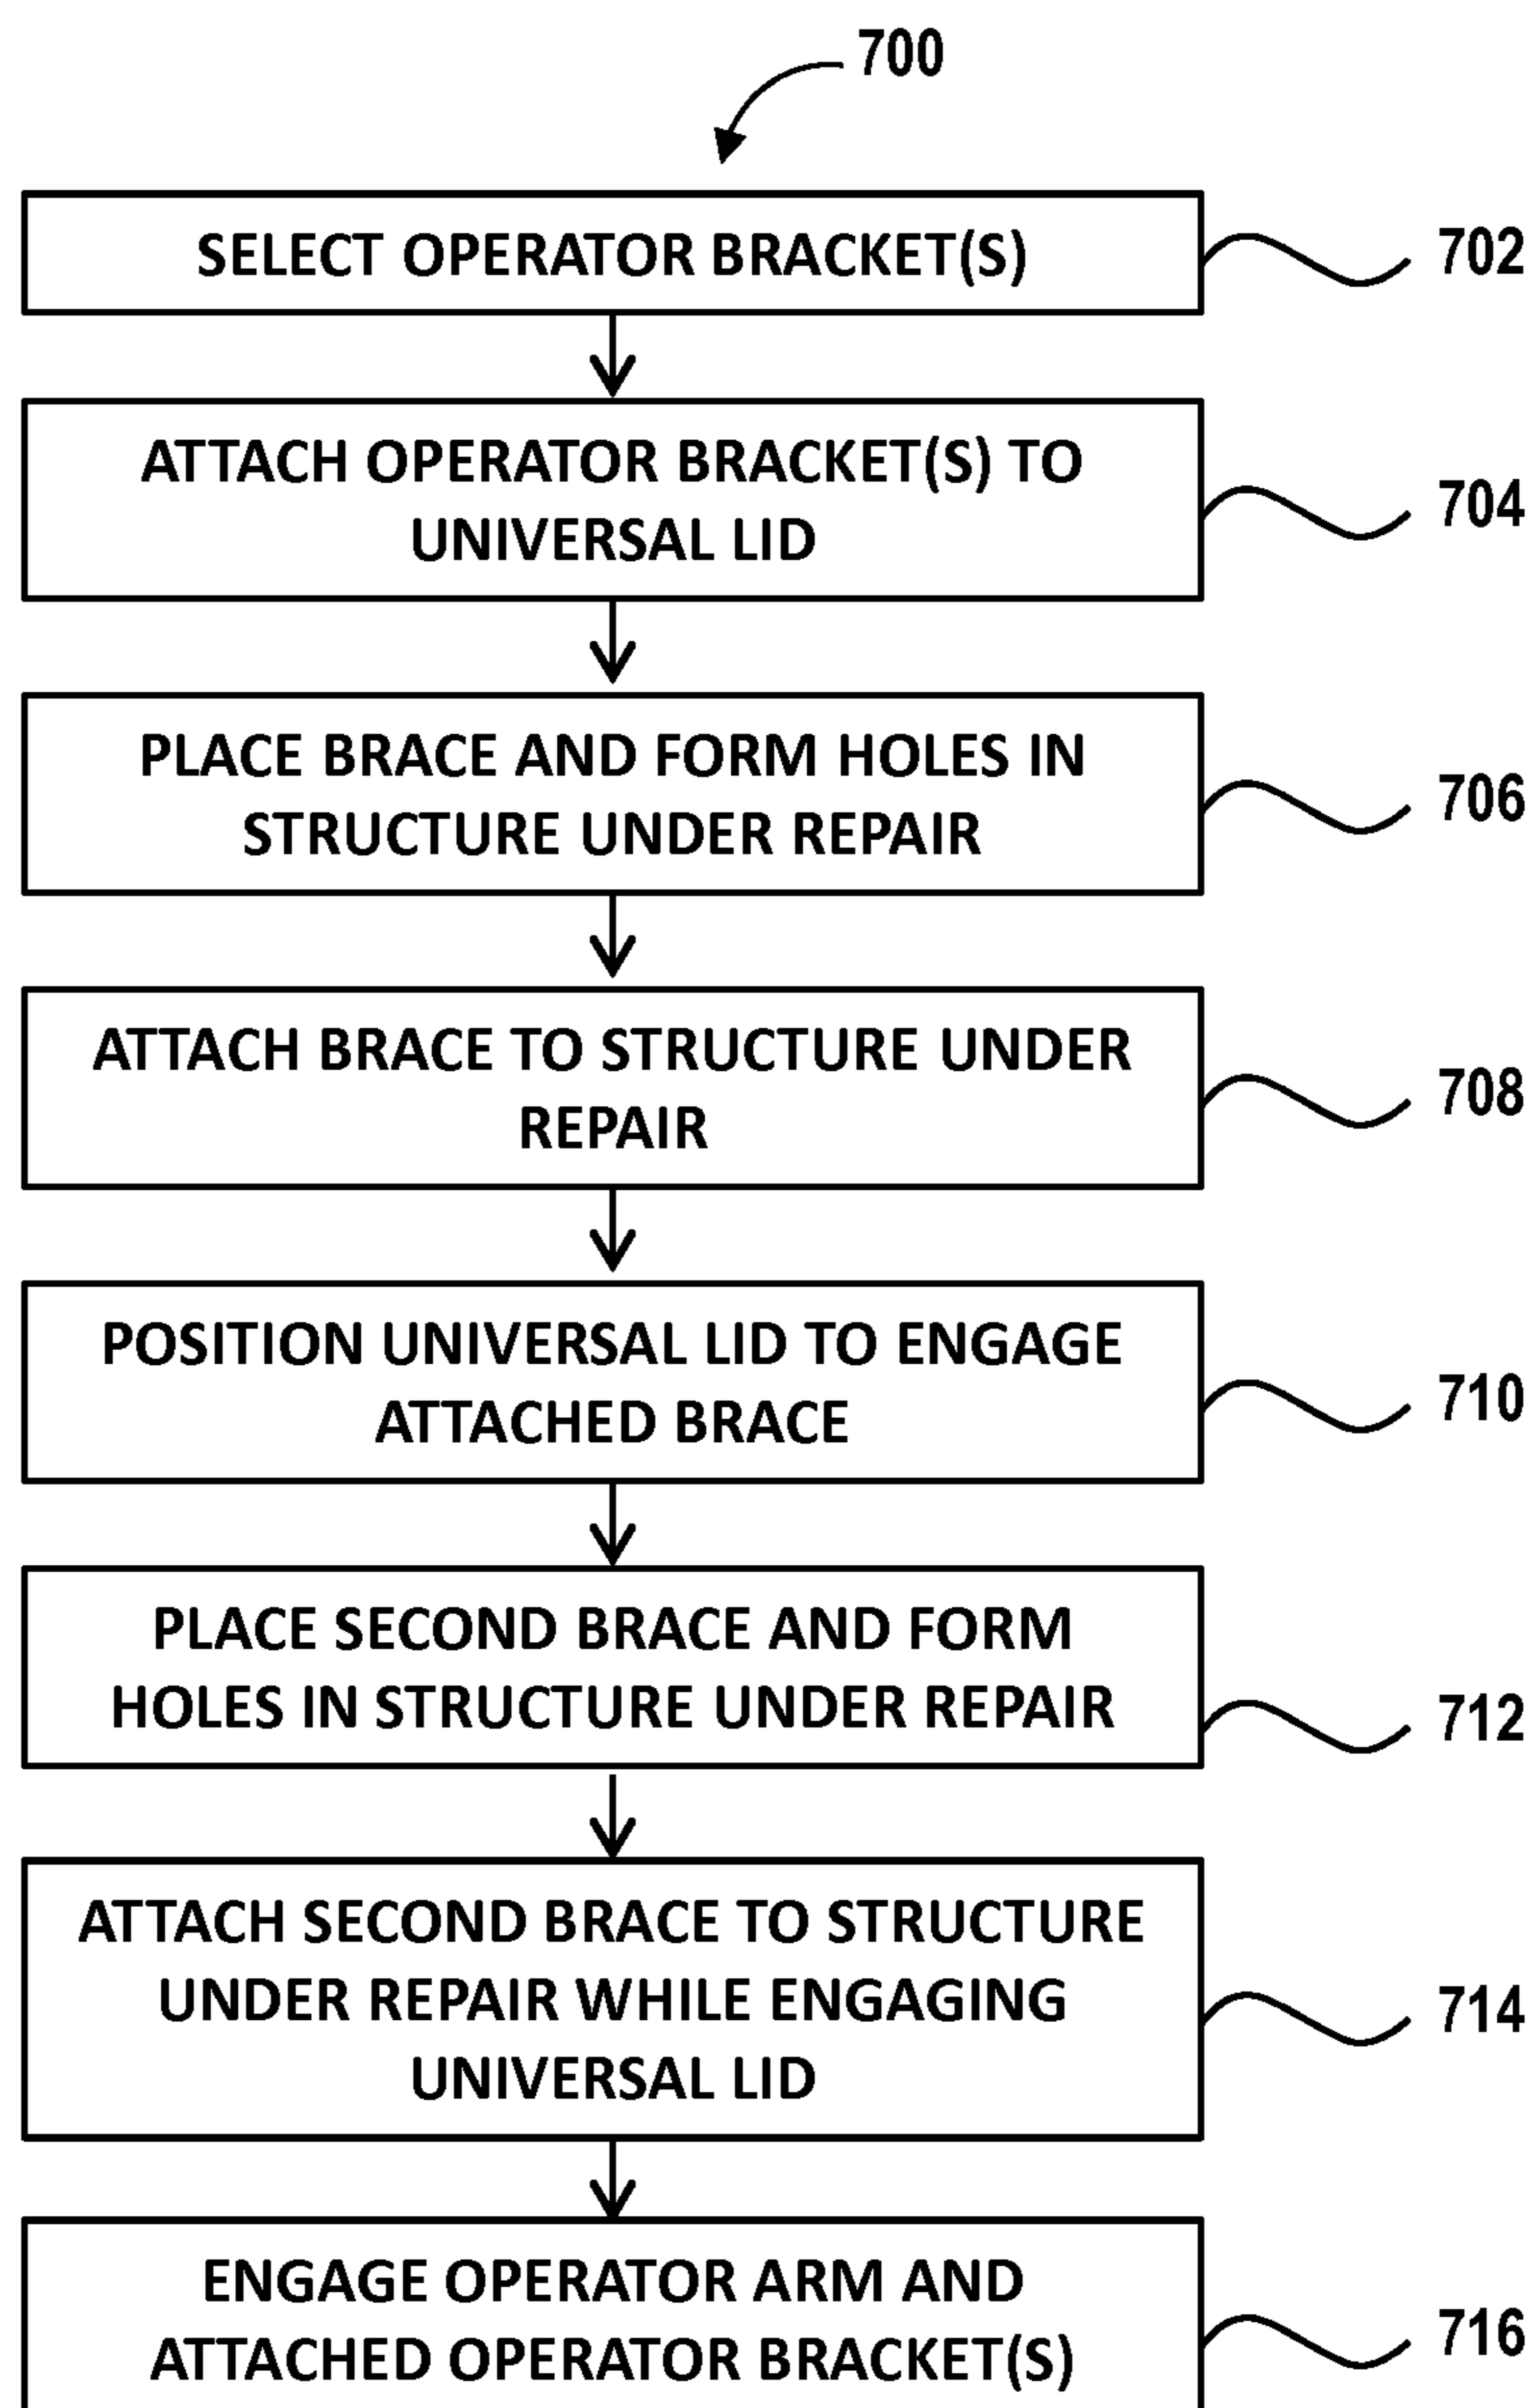 700
SELECT OPERATOR BRACKET(S)
702
ATTACH OPERATOR BRACKET(S) TO
UNIVERSAL LID
704
PLACE BRACE AND FORM HOLES IN
STRUCTURE UNDER REPAIR
706
ATTACH BRACE TO STRUCTURE UNDER
REPAIR
708
POSITION UNIVERSAL LID TO ENGAGE
ATTACHED BRACE
710
PLACE SECOND BRACE AND FORM
HOLES IN STRUCTURE UNDER REPAIR
712
ATTACH SECOND BRACE TO STRUCTURE
UNDER REPAIR WHILE ENGAGING
UNIVERSAL LID
714
ENGAGE OPERATOR ARM AND
ATTACHED OPERATOR BRACKET(S)
716